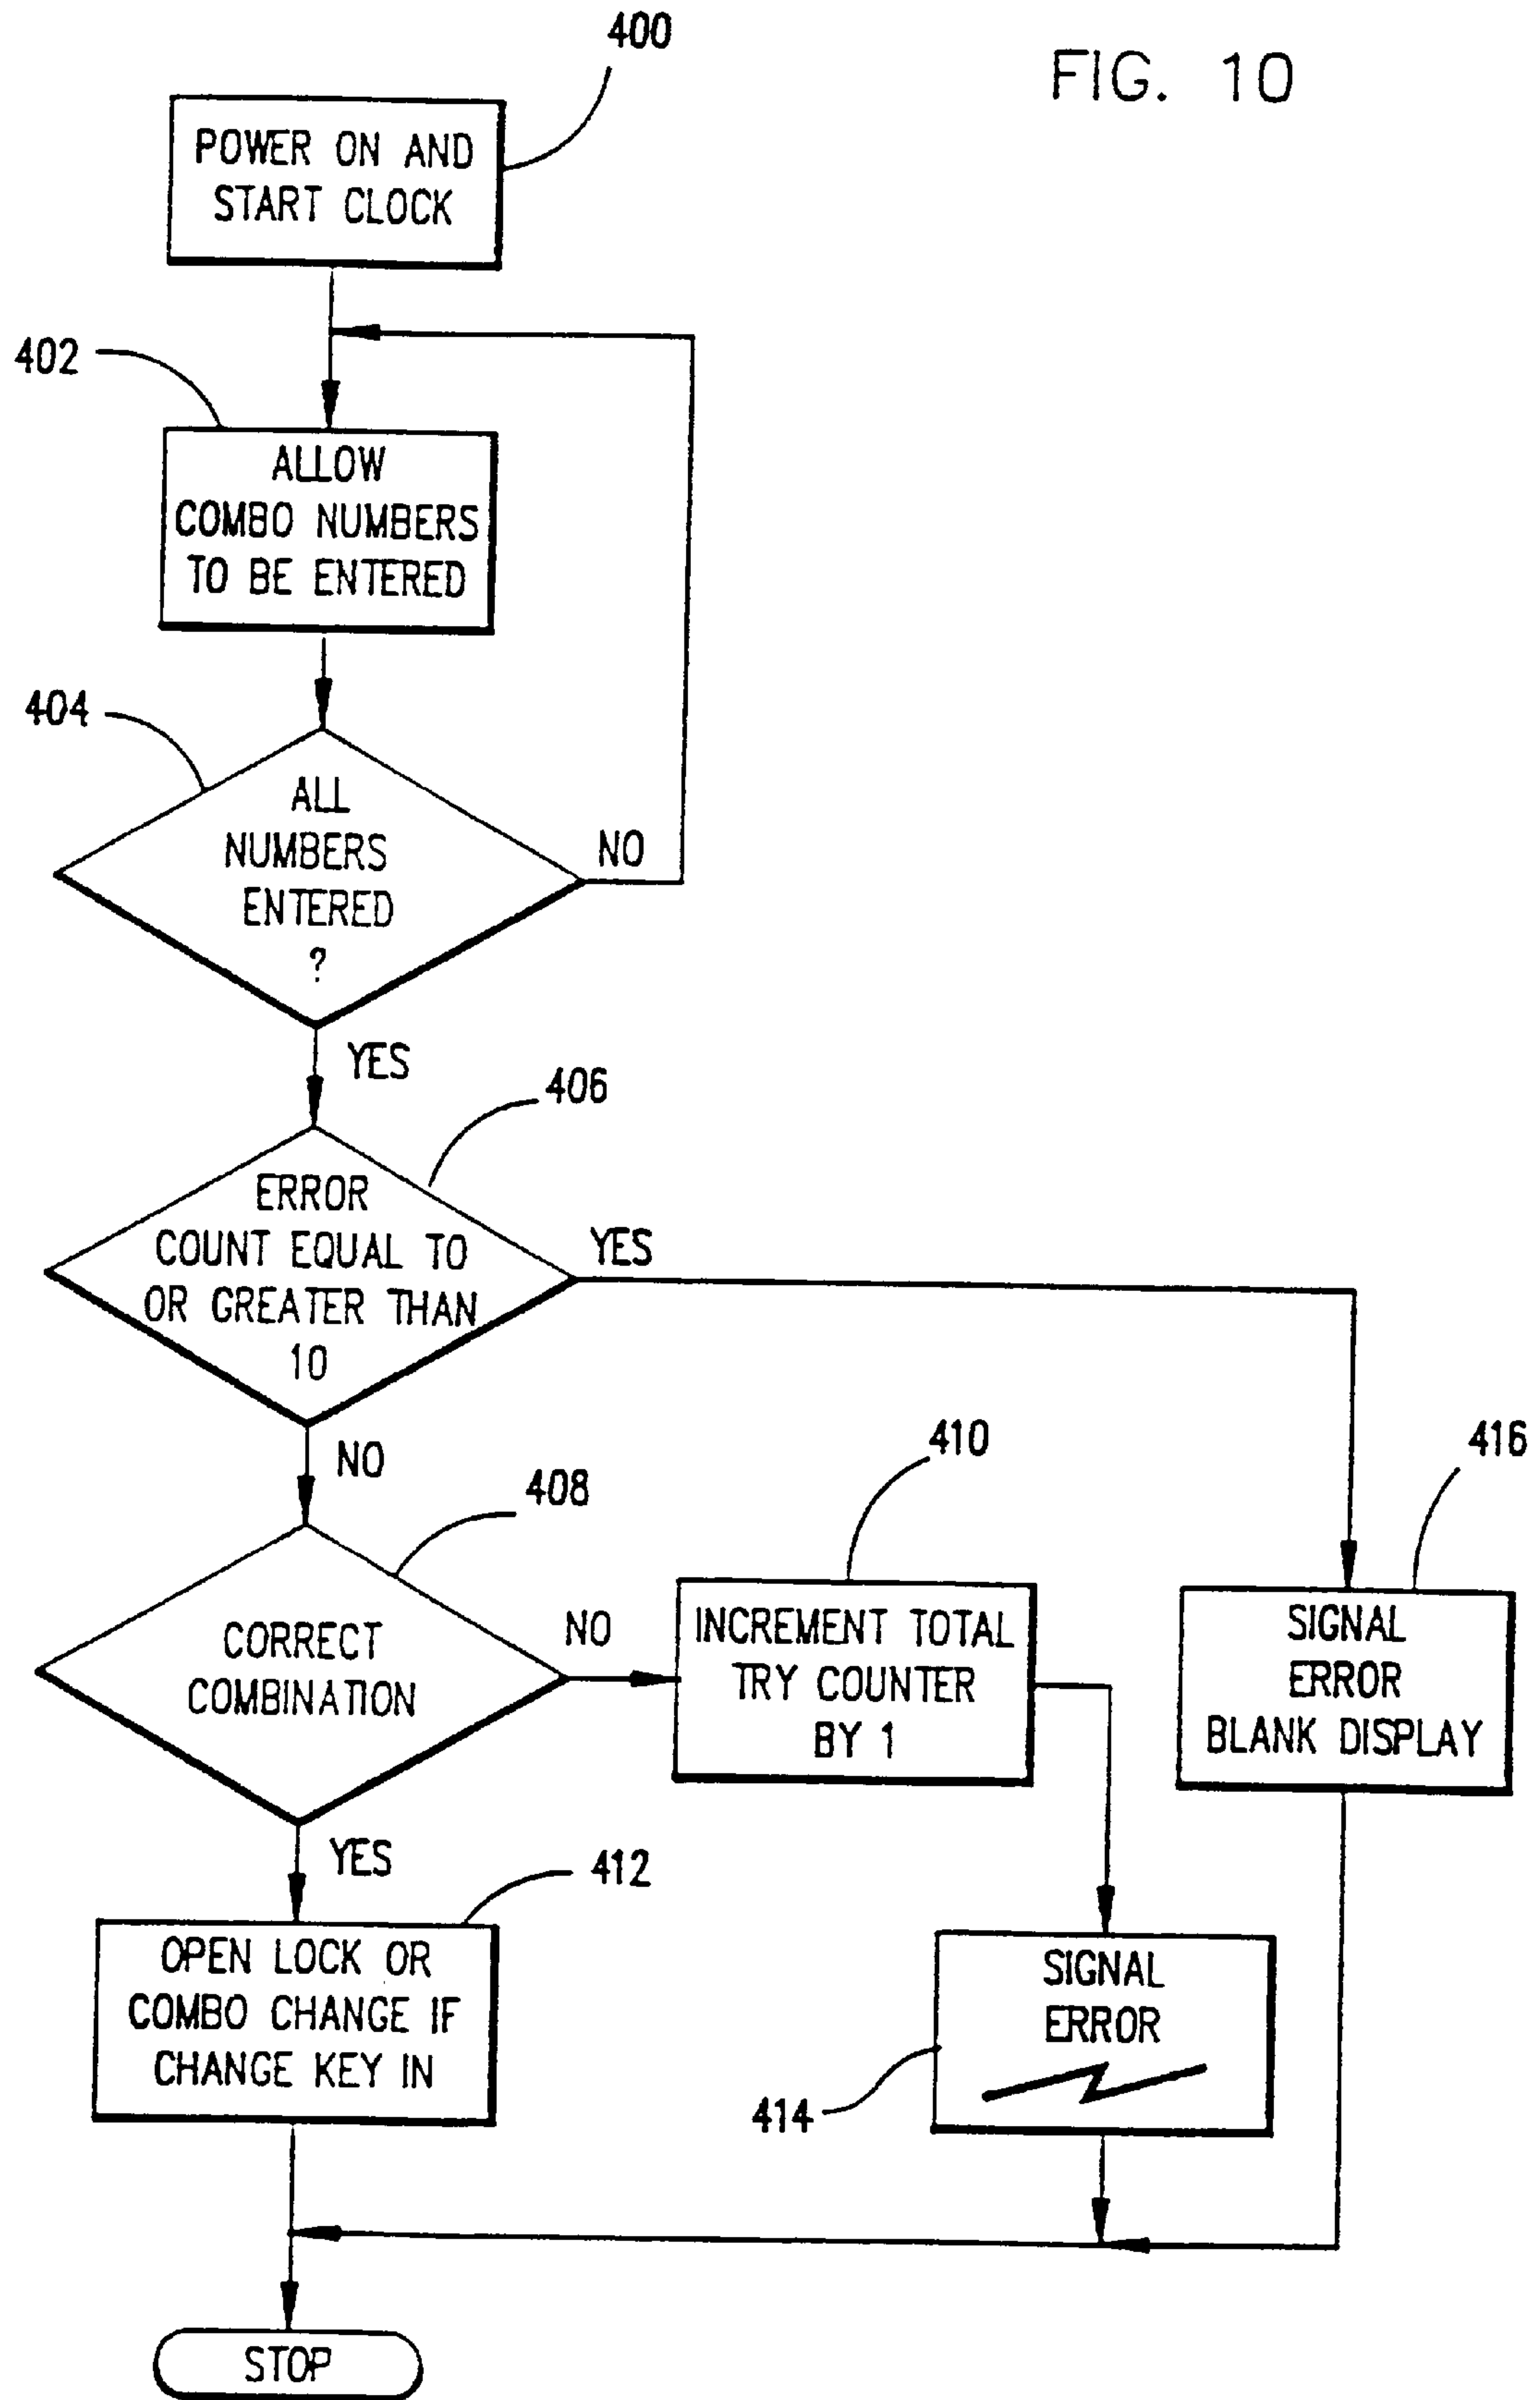 FIG. 10
400
POWER ON AND
START CLOCK
402
ALLOW
COMBO NUMBERS
TO BE ENTERED
404
ALL
NUMBERS
ENTERED
?
NO
YES
406
ERROR
COUNT EQUAL TO
OR GREATER THAN
10
YES
NO
408
CORRECT
COMBINATION
NO
YES
410
INCREMENT TOTAL
TRY COUNTER
BY 1
416
SIGNAL
ERROR
BLANK DISPLAY
412
OPEN LOCK OR
COMBO CHANGE IF
CHANGE KEY IN
414
SIGNAL
ERROR
STOP